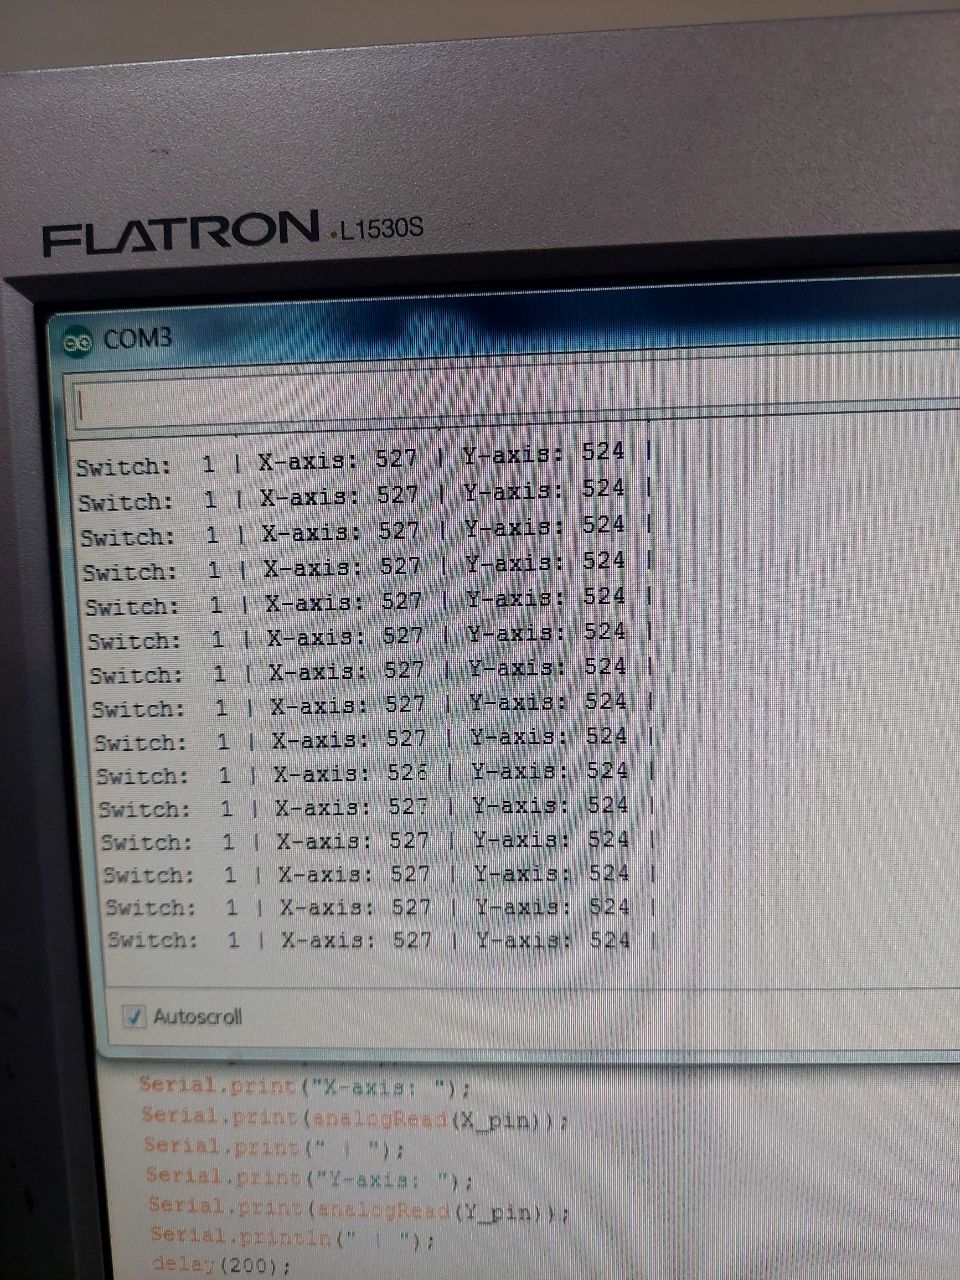 FLATRON L1530S
COM3
Switch:  1 | X-axis: 527 | Y-axis: 524 |
Switch:  1 | X-axis: 527 | Y-axis: 524 |
Switch:  1 | X-axis: 527 | Y-axis: 524 |
Switch:  1 | X-axis: 527 | Y-axis: 524 |
Switch:  1 | X-axis: 527 | Y-axis: 524 |
Switch:  1 | X-axis: 527 | Y-axis: 524 |
Switch:  1 | X-axis: 527 | Y-axis: 524 |
Switch:  1 | X-axis: 527 | Y-axis: 524 |
Switch:  1 | X-axis: 527 | Y-axis: 524 |
Switch:  1 | X-axis: 526 | Y-axis: 524 |
Switch:  1 | X-axis: 527 | Y-axis: 524 |
Switch:  1 | X-axis: 527 | Y-axis: 524 |
Switch:  1 | X-axis: 527 | Y-axis: 524 |
Switch:  1 | X-axis: 527 | Y-axis: 524 |
Switch:  1 | X-axis: 527 | Y-axis: 524 |
Autoscroll
Serial.print("X-axis: ");
Serial.print(analogRead(X_pin));
Serial.print(" | ");
Serial.print("Y-axis: ");
Serial.print(analogRead(Y_pin));
Serial.println(" | ");
delay(200);